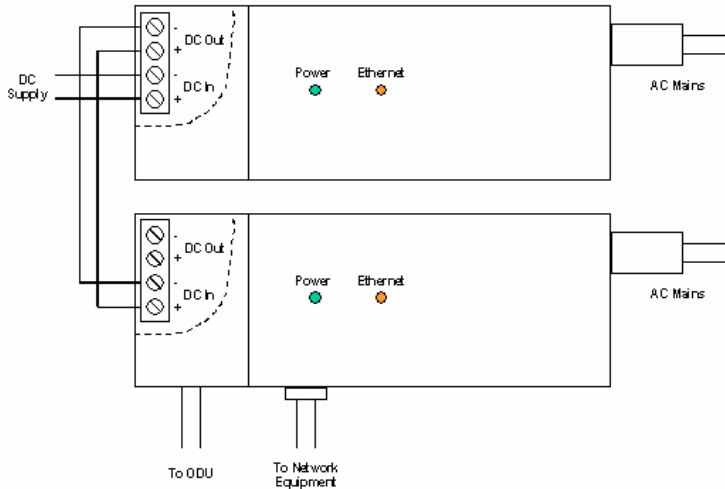 -
DC Out
+
DC
Supply
-
DC In
+
Power
Ethernet
AC Mains
-
DC Out
+
-
DC In
+
Power
Ethernet
AC Mains
To ODU
To Network
Equipment